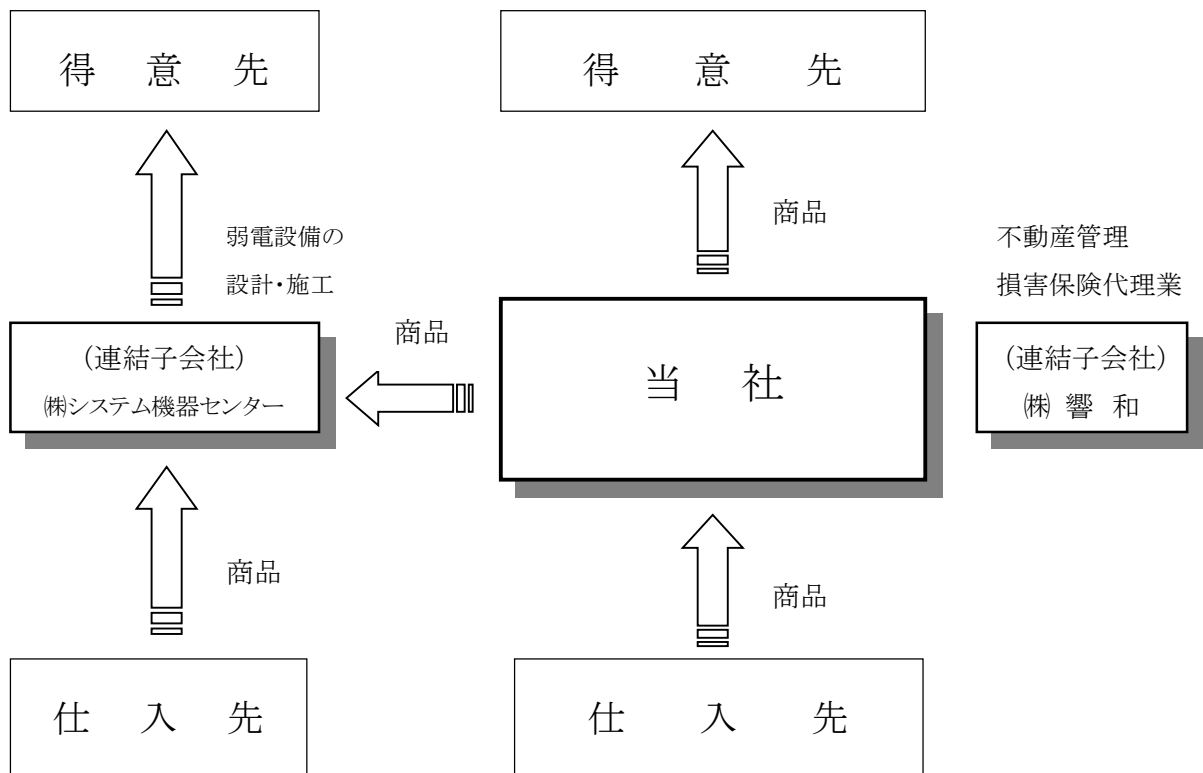 得 意 先
得 意 先
商品
弱電設備の
設計・施工
不動産管理
損害保険代理業
商品
(連結子会社)
㈱システム機器センター
当 社
(連結子会社)
㈱ 響 和
商品
商品
仕 入 先
仕 入 先